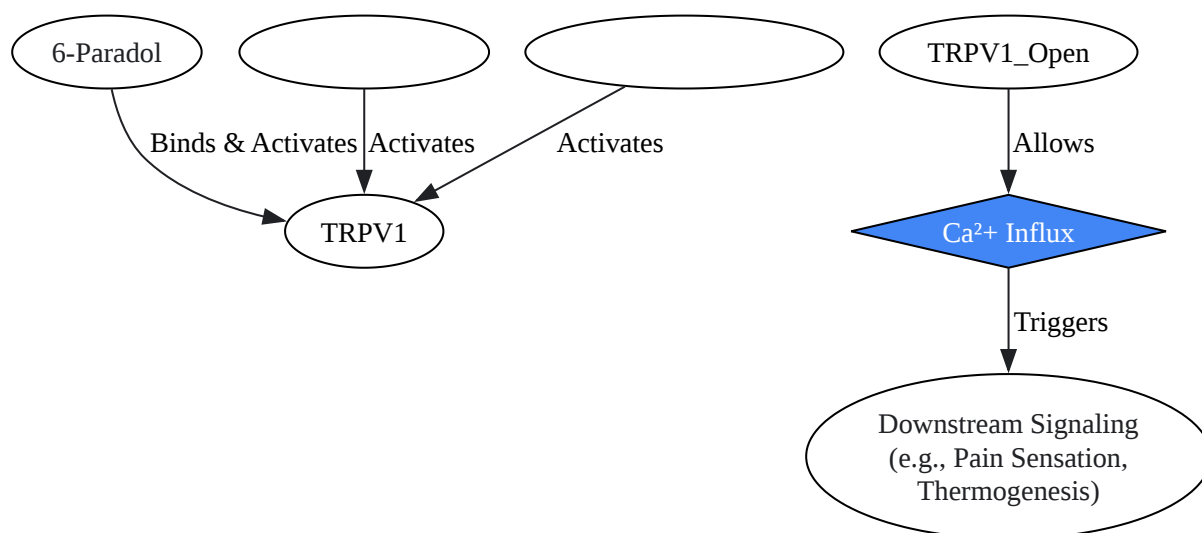 6-Paradol
TRPV1_Open
Binds & Activates
Activates
Activates
Allows
TRPV1
Ca²+ Influx
Triggers
Downstream Signaling
(e.g., Pain Sensation,
Thermogenesis)